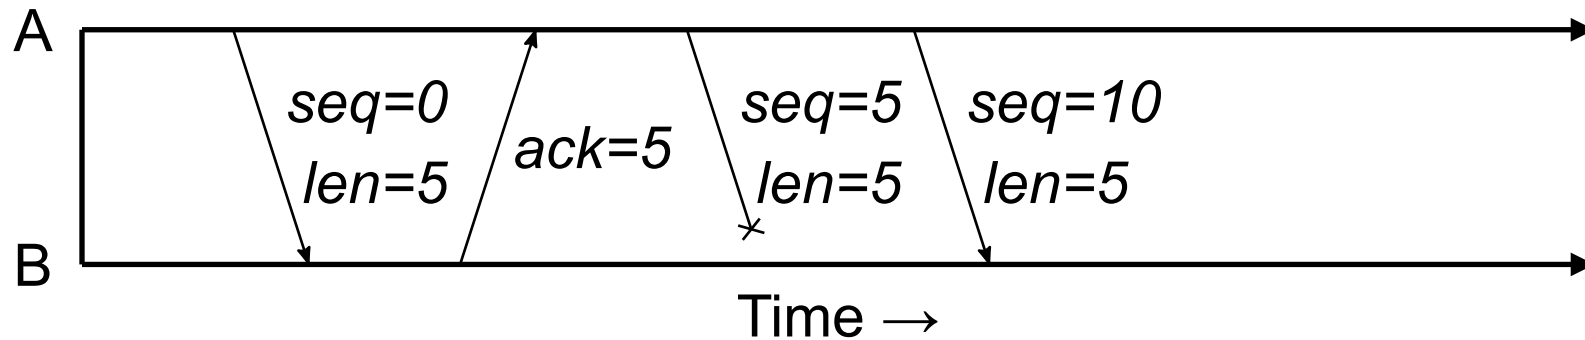 A
seq=0
len=5
ack=5
seq=5
len=5
seq=10
len=5
B
Time →